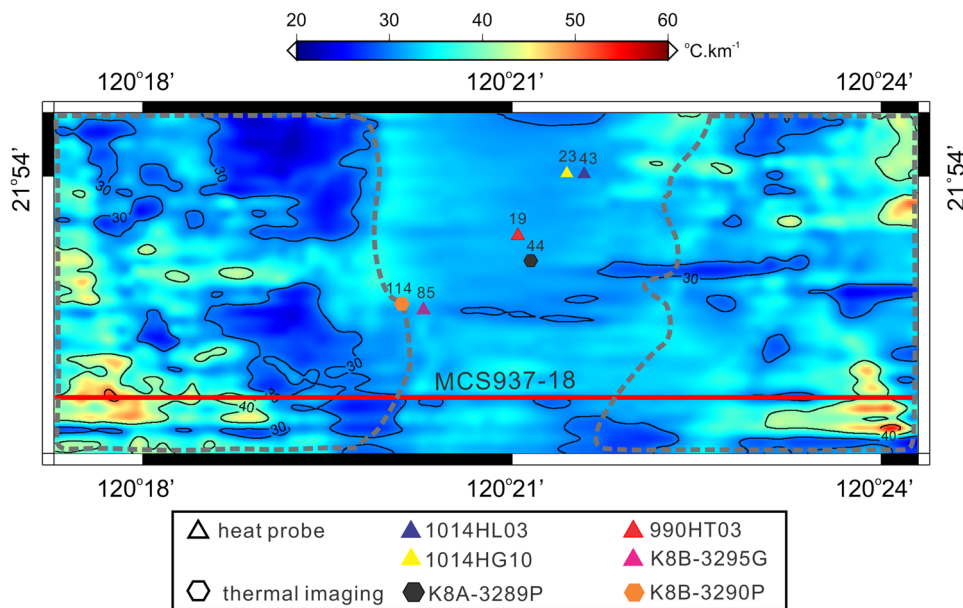 20 30 40 50 60 °C.km⁻¹
120°18' 120°21' 120°24'
21°54' 21°54'
23 43
30
30
30
19
44
30
114 85
30
MCS937-18
40
30
40
120°18' 120°21' 120°24'
heat probe 1014HL03 990HT03
1014HG10 K8B-3295G
thermal imaging K8A-3289P K8B-3290P